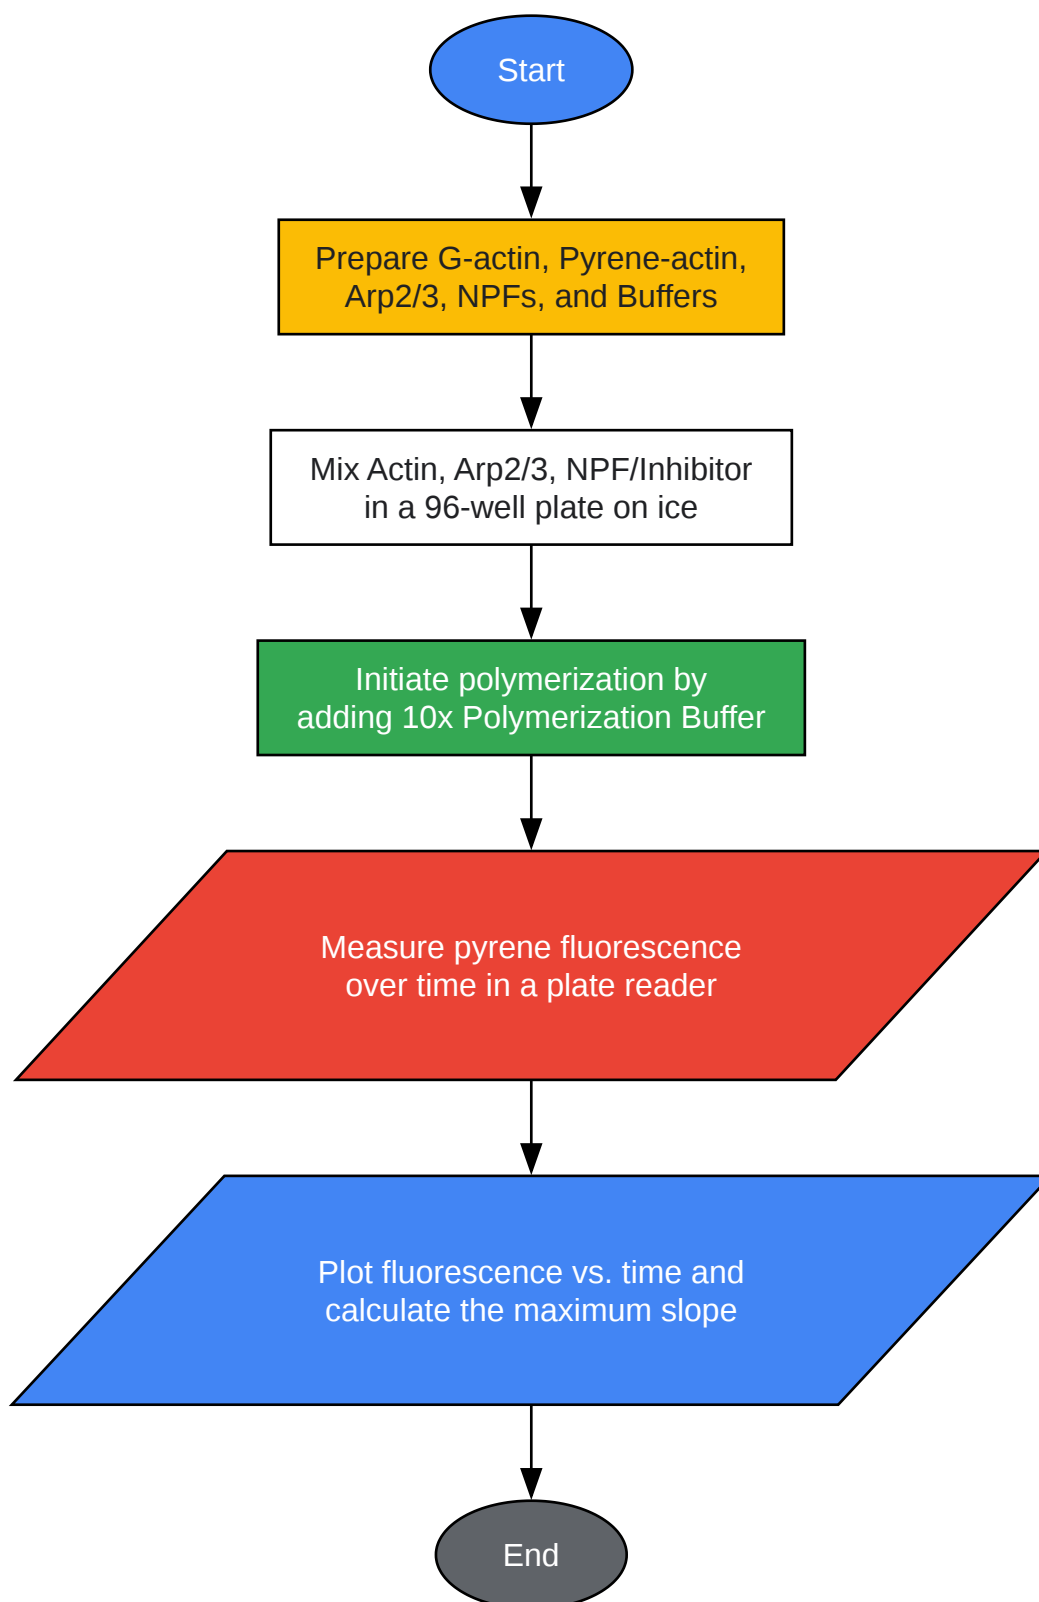 Start
Prepare G-actin, Pyrene-actin,
Arp2/3, NPFs, and Buffers
Mix Actin, Arp2/3, NPF/Inhibitor
in a 96-well plate on ice
Initiate polymerization by
adding 10x Polymerization Buffer
Measure pyrene fluorescence
over time in a plate reader
Plot fluorescence vs. time and
calculate the maximum slope
End